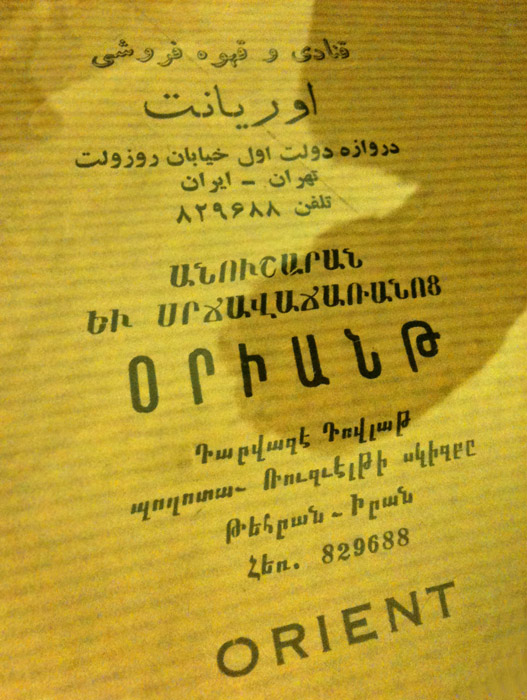 قنادی و قهوه فروشی
اوریانت
دروازه دولت اول خیابان روزولت
تهران - ایران
تلفن ۸۲۹۶۸۸
ԱՆՈՒՇԱՐԱՆ
ԵՒ ՍՐՃԱՎԱՃԱՌԱՆՈՑ
ՕՐԻԱՆԹ
Դարվազէ Դովլաթ
պողոտա- Ռուզւէլթի սկիզբը
Թեհրան - Իրան
Հեռ. 829688
ORIENT